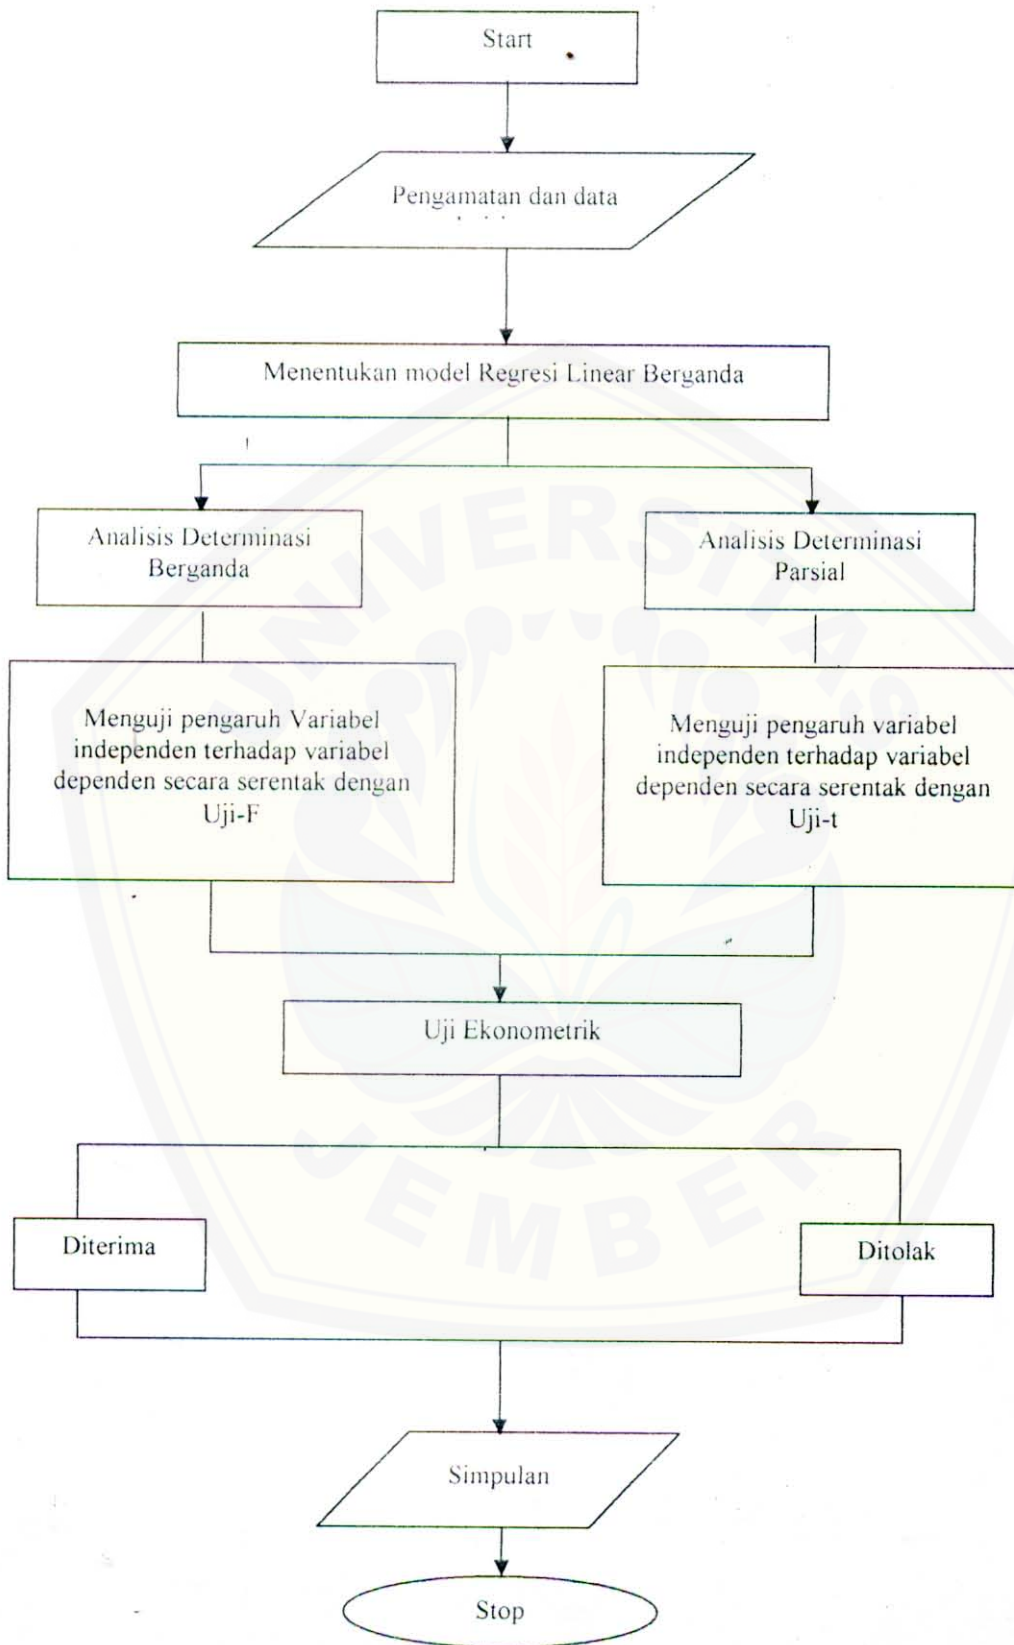 Start
Pengamatan dan data
Menentukan model Regresi Linear Berganda
Analisis Determinasi
Berganda
Analisis Determinasi
Parsial
Menguji pengaruh Variabel
independen terhadap variabel
dependen secara serentak dengan
Uji-F
Menguji pengaruh variabel
independen terhadap variabel
dependen secara serentak dengan
Uji-t
Uji Ekonometrik
Diterima
Ditolak
Simpulan
Stop
UNIVERSITAS
JEMBER